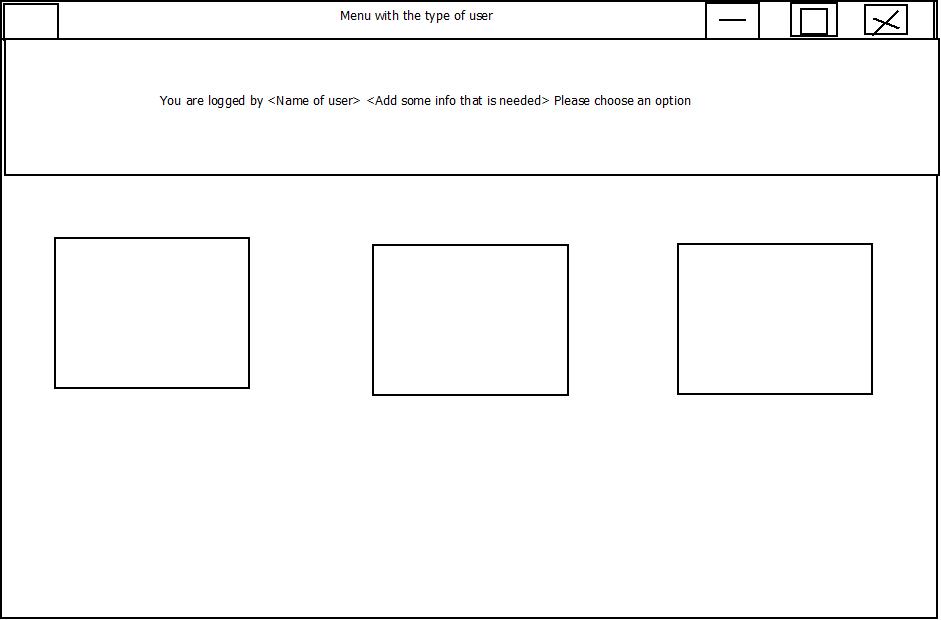 Menu with the type of user
You are logged by <Name of user> <Add some info that is needed> Please choose an option